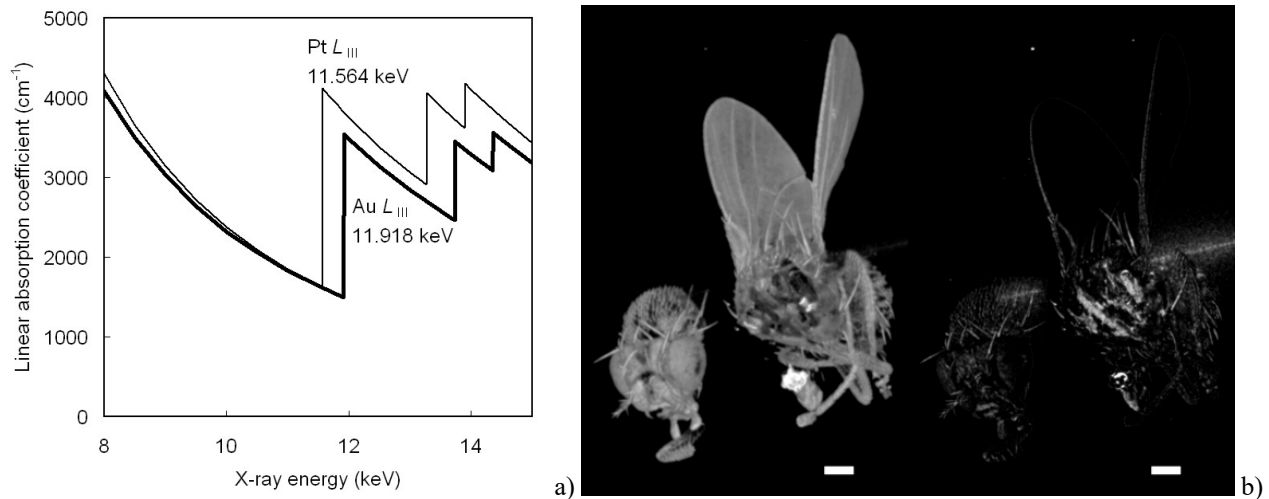 5000
4000
3000
2000
1000
0
Linear absorption coefficient (cm⁻¹)
Pt L III
11.564 keV
Au L III
11.918 keV
8
10
12
14
X-ray energy (keV)
a)
b)